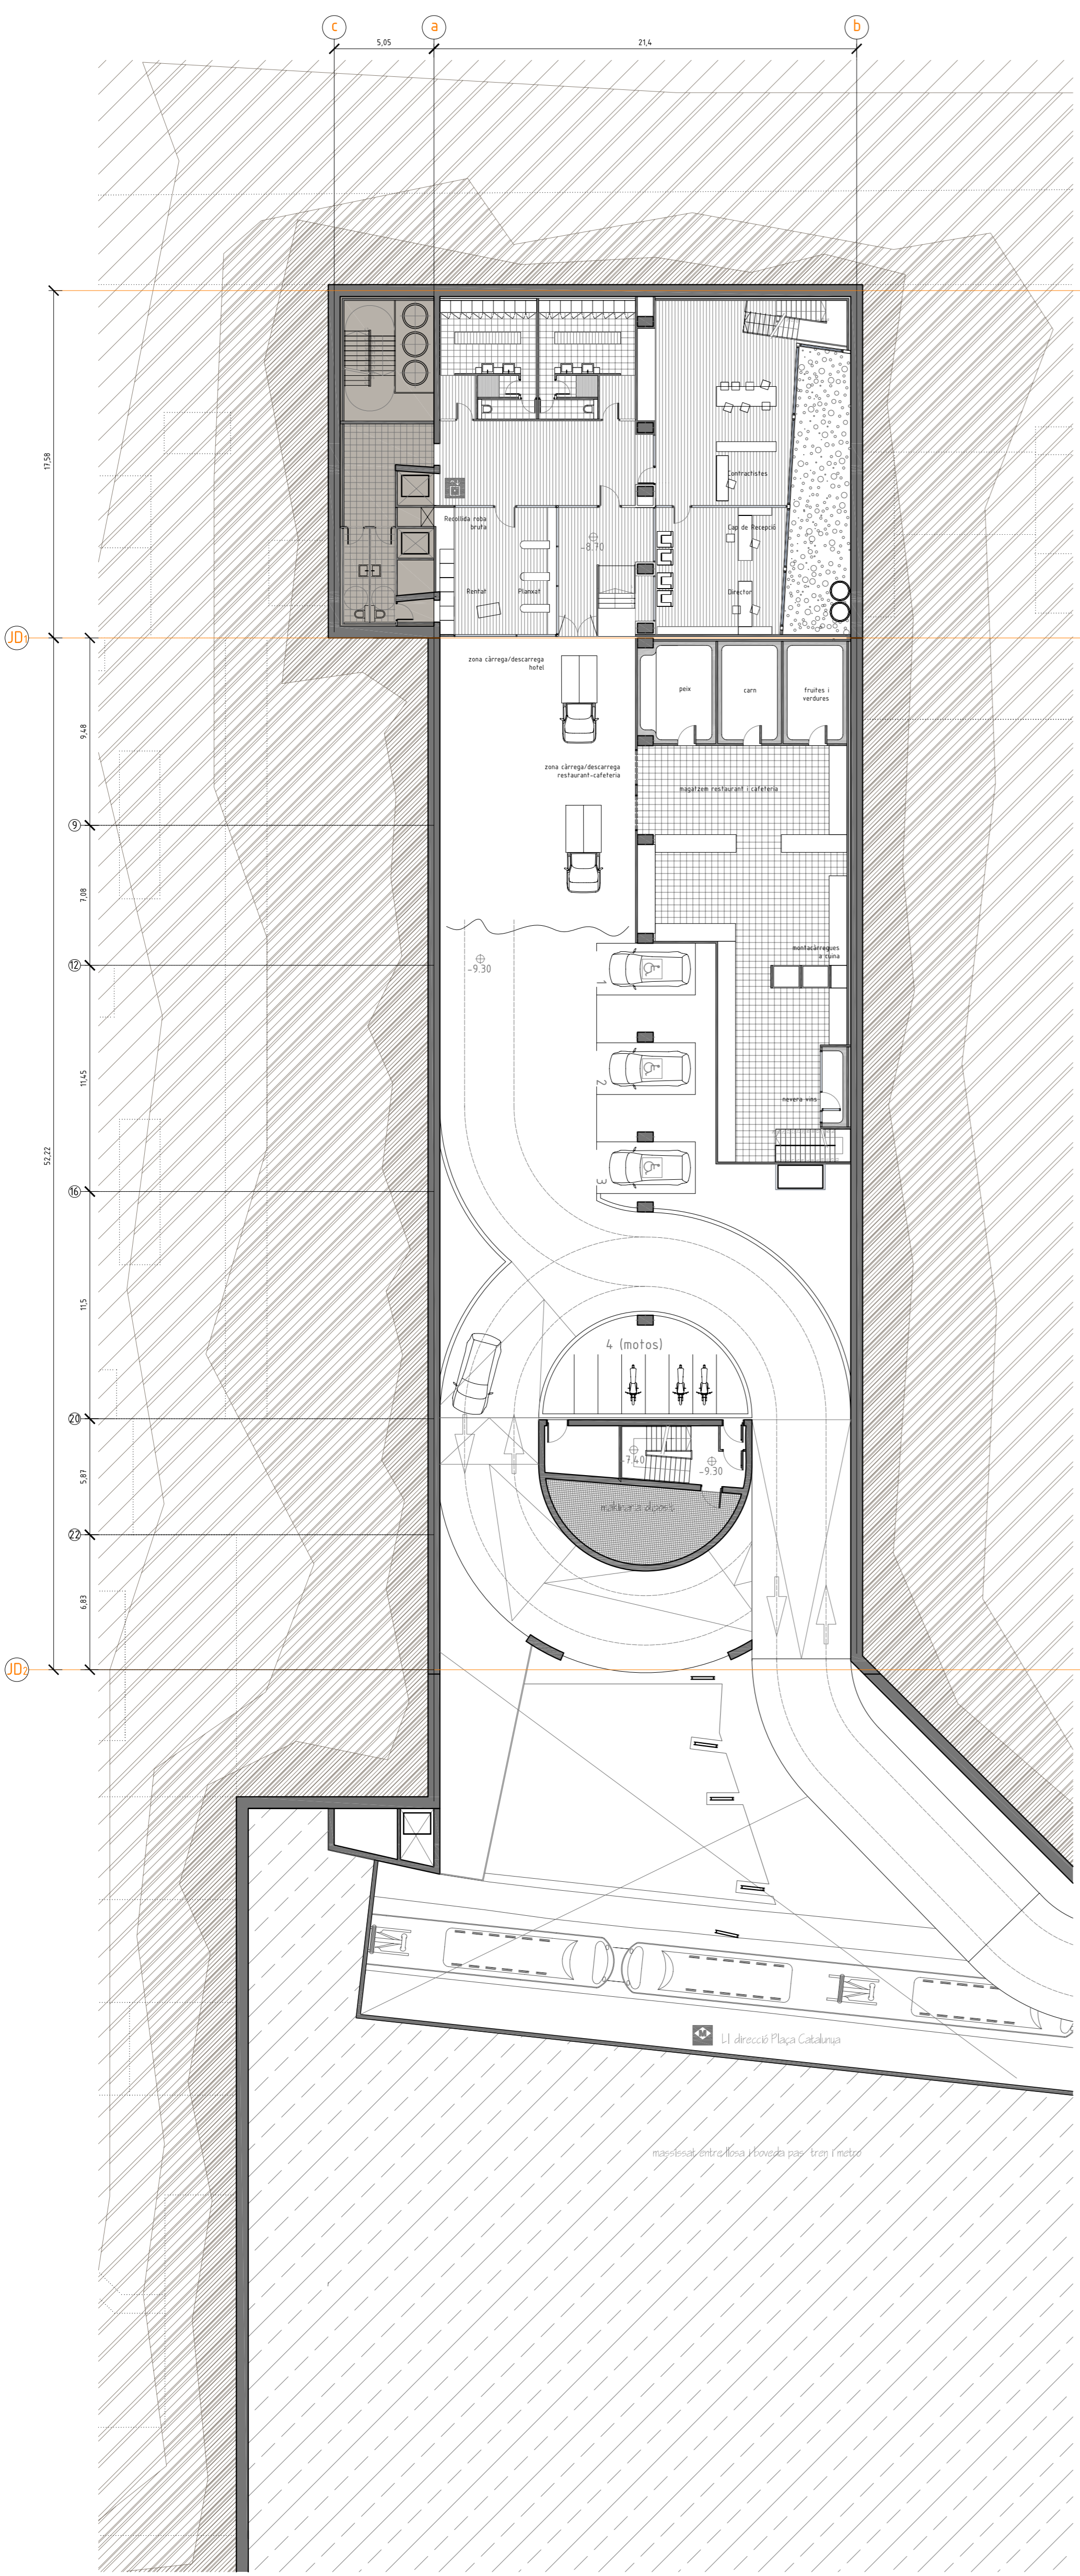 c
a
b
5,05
21,4
17,58
Contractistes
Recollida roba
bruta
Cap de Recepció
-8.70
Rentat
Planxat
Director
JD1
zona càrrega/descarrega
hotel
peix
carn
fruites i
verdures
9,48
zona càrrega/descarrega
restaurant-cafeteria
magatzem restaurant i cafeteria
9
7,08
montacàrregues
a cuina
12
-9.30
1
11,45
2
nevera vins
52,22
3
16
11,5
4 (motos)
20
-7.40
-9.30
5,87
makinaria diposit
22
6,83
JD2
M
L1 direcció Plaça Catalunya
massissat entre llosa i boveda pas tren i metro